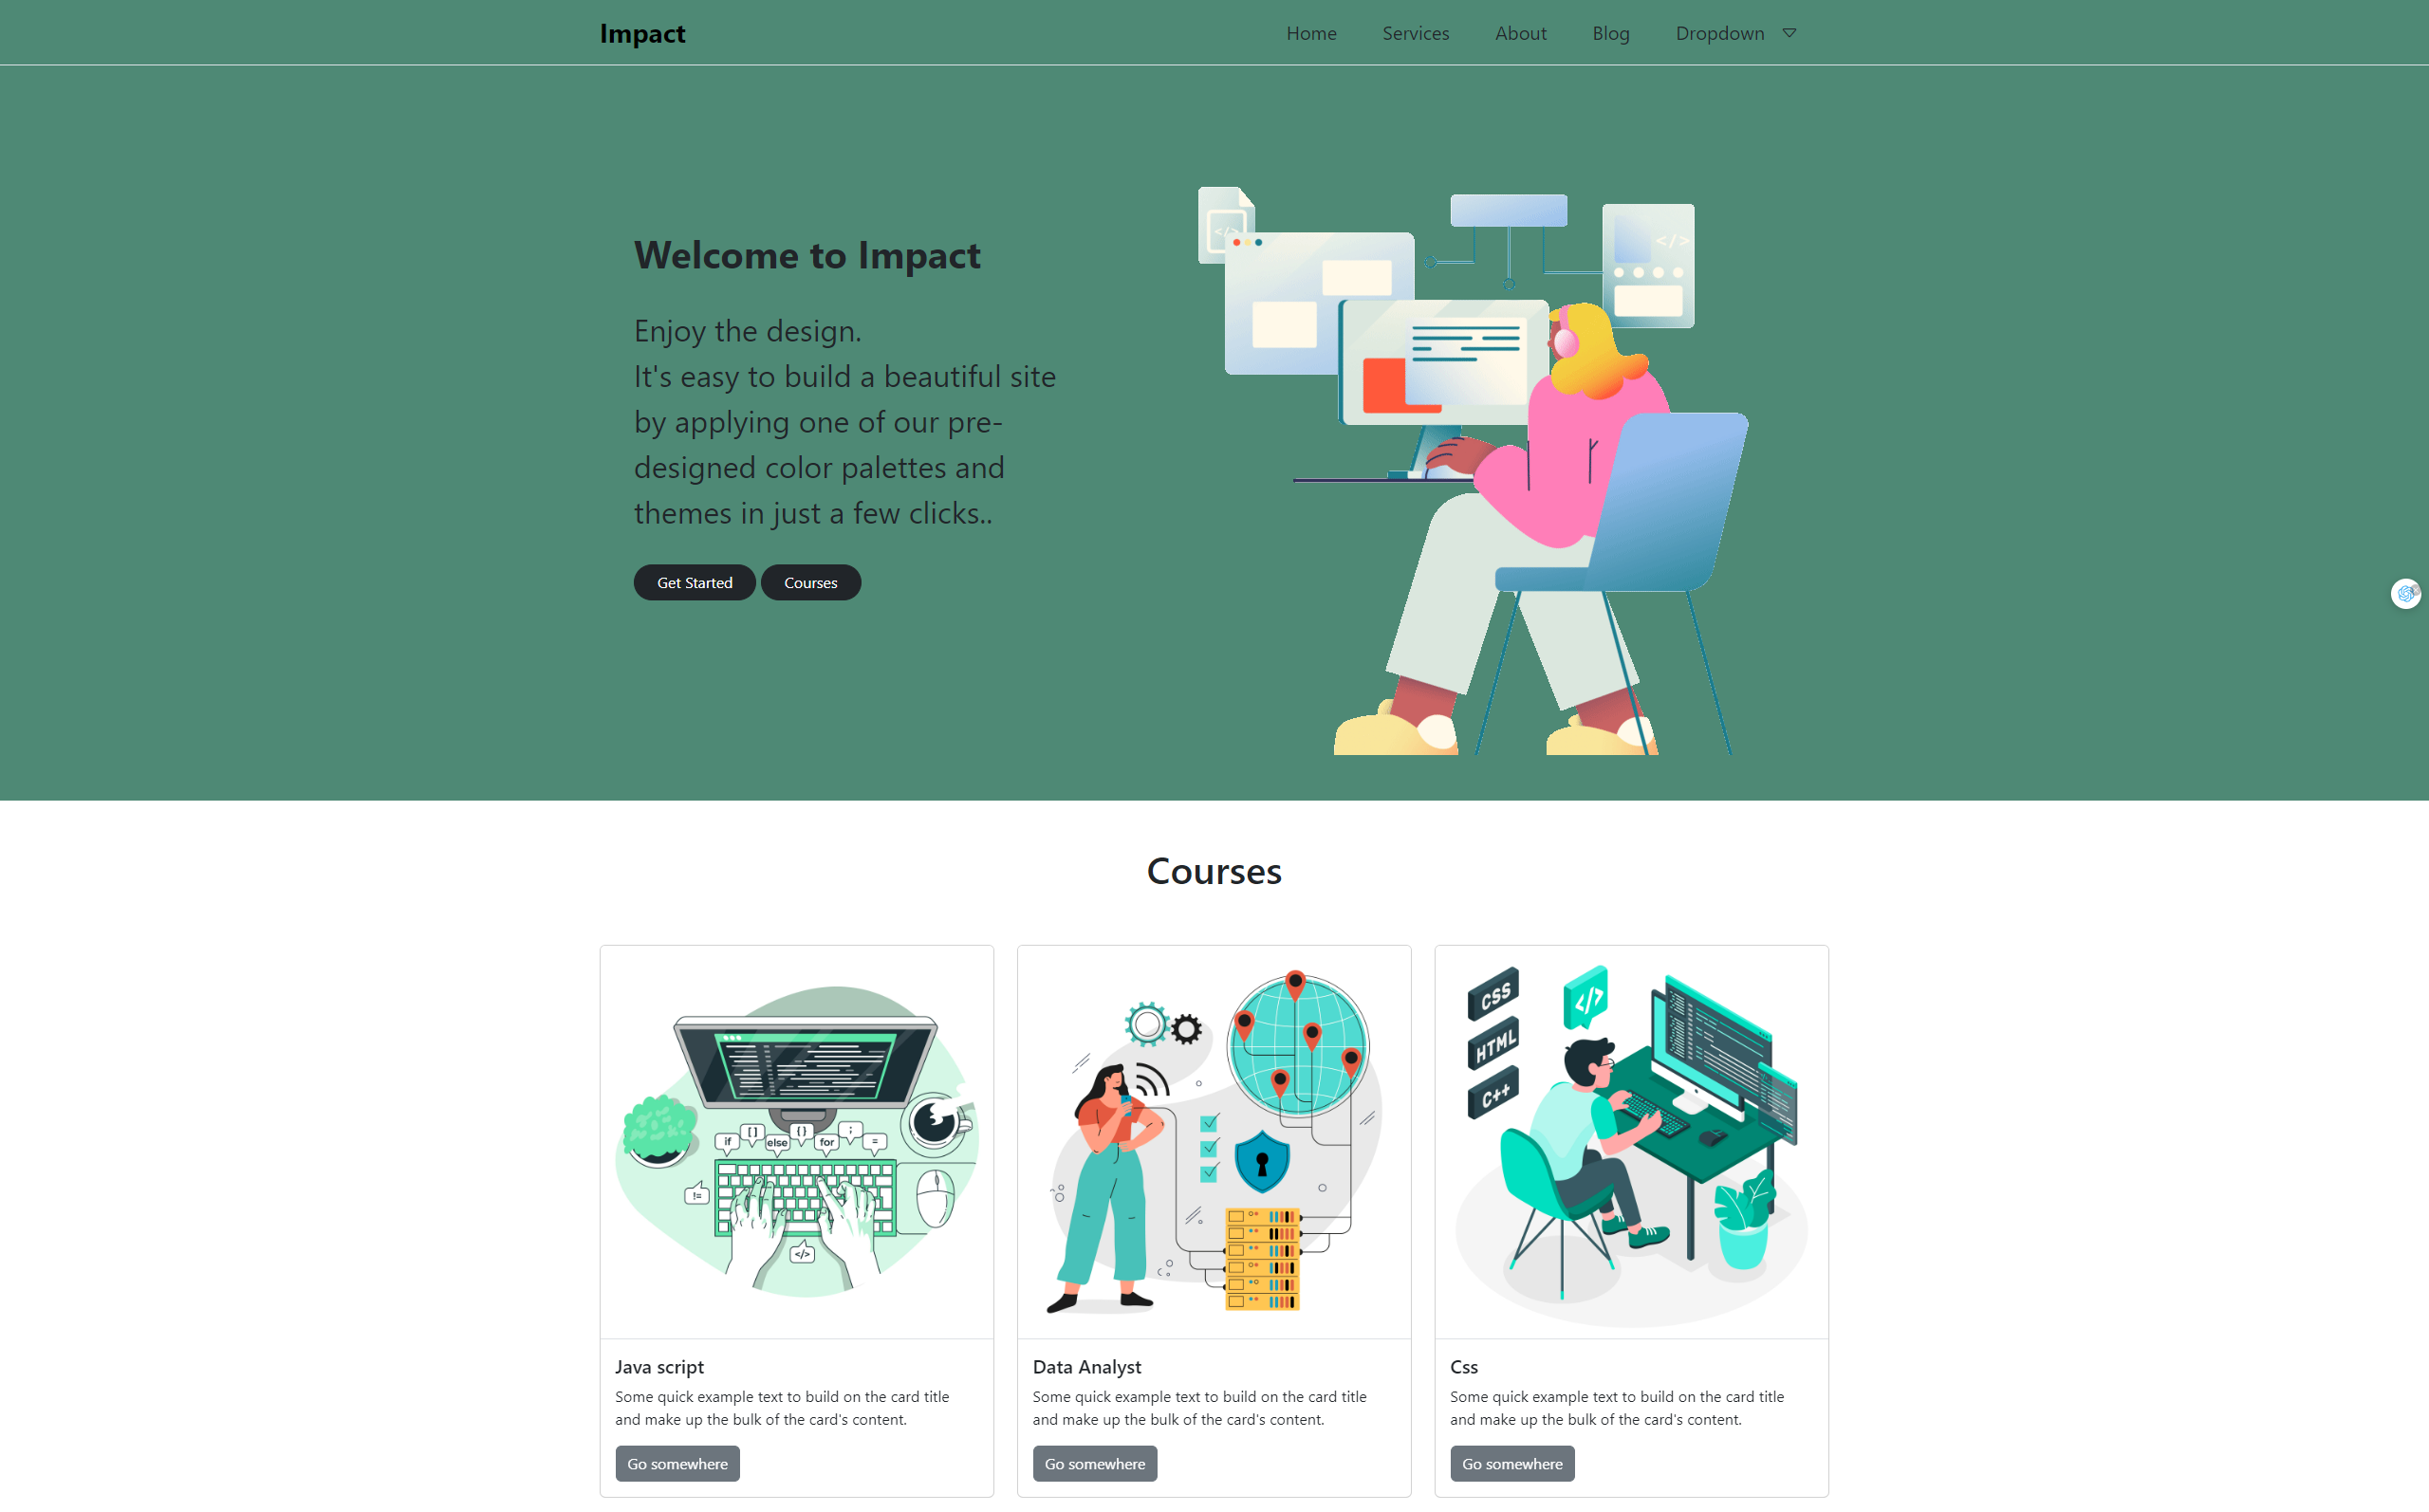 Impact
Home Services About Blog Dropdown
</>
</>
Welcome to Impact
Enjoy the design.
It's easy to build a beautiful site
by applying one of our pre-
designed color palettes and
themes in just a few clicks..
Get Started Courses
Courses
if [ ] else { } for ; =
!=
</>
CSS
</>
HTML
C++
Java script
Some quick example text to build on the card title
and make up the bulk of the card's content.
Go somewhere
Data Analyst
Some quick example text to build on the card title
and make up the bulk of the card's content.
Go somewhere
Css
Some quick example text to build on the card title
and make up the bulk of the card's content.
Go somewhere